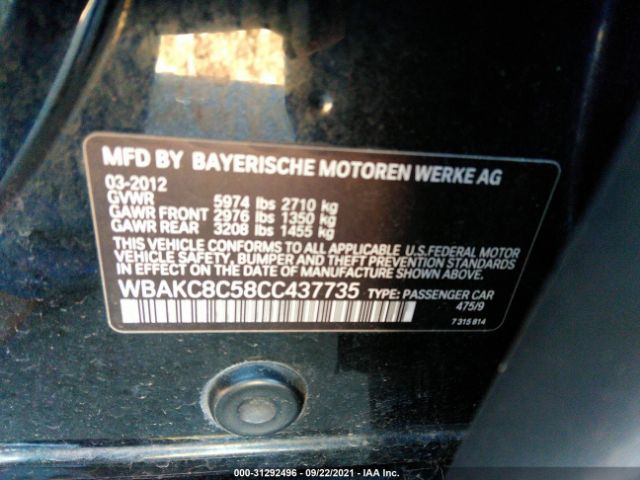 MFD BY BAYERISCHE MOTOREN WERKE AG
03-2012
GVWR 5974 lbs 2710 kg
GAWR FRONT 2976 lbs 1350 kg
GAWR REAR 3208 lbs 1455 kg
THIS VEHICLE CONFORMS TO ALL APPLICABLE U.S. FEDERAL MOTOR
VEHICLE SAFETY, BUMPER AND THEFT PREVENTION STANDARDS
IN EFFECT ON THE DATE OF MANUFACTURE SHOWN ABOVE.
WBAKC8C58CC437735 TYPE: PASSENGER CAR
475/9
7 315 814
000-31292496 - 09/22/2021 - IAA Inc.